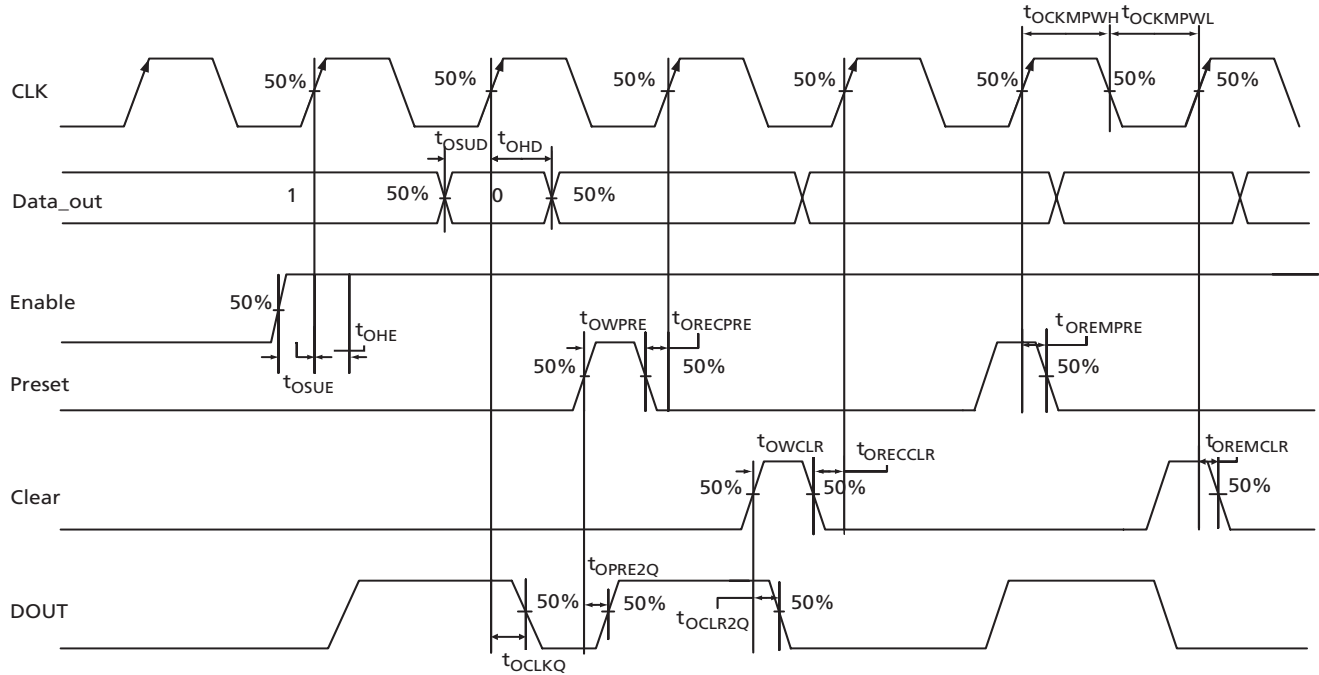 tOCKMPWH tOCKMPWL
CLK 50% 50% 50% 50% 50% 50% 50%
tOSUD tOHD
Data_out 1 50% 0 50%
Enable 50%
tOHE
tOSUE
tOWPRE tORECPRE tOREMPRE
Preset 50% 50% 50%
tOWCLR tORECCLR tOREMCLR
Clear 50% 50% 50%
tOPRE2Q
DOUT 50% 50% 50%
tOCLR2Q
tOCLKQ